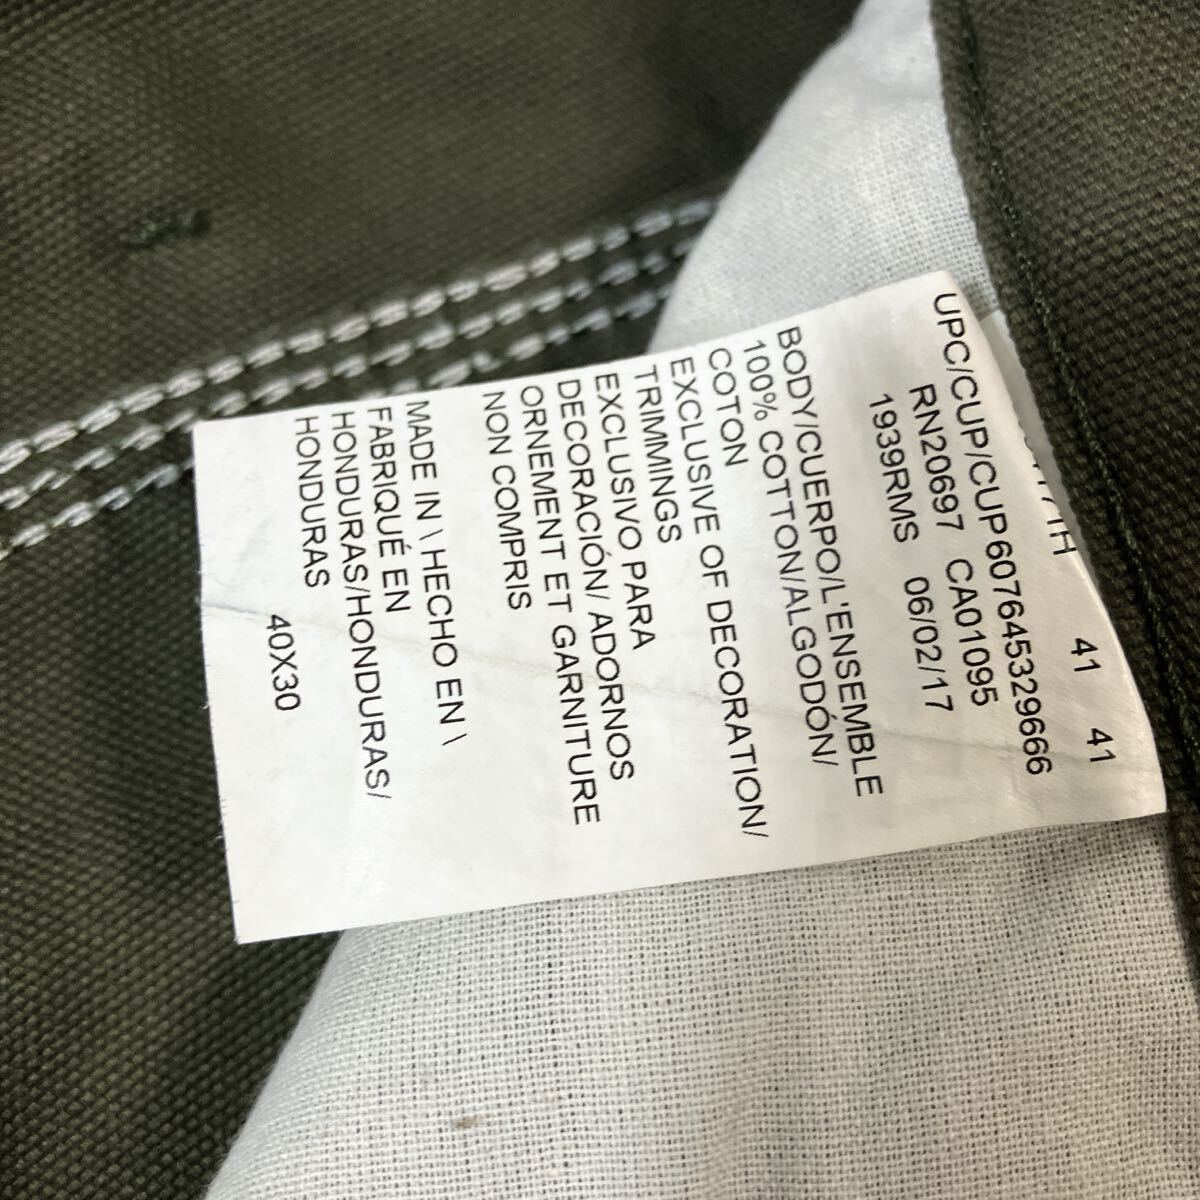 41 41
UPC/CUP/CUP607645329666
RN20697 CA01095
1939RMS 06/02/17
BODY/CUERPO/L'ENSEMBLE
100% COTTON/ALGODÓN/
COTON
EXCLUSIVE OF DECORATION/
TRIMMINGS
EXCLUSIVO PARA
DECORACIÓN/ ADORNOS
ORNEMENT ET GARNITURE
NON COMPRIS
MADE IN \ HECHO EN \
FABRIQUÉ EN
HONDURAS/HONDURAS/
HONDURAS
40X30